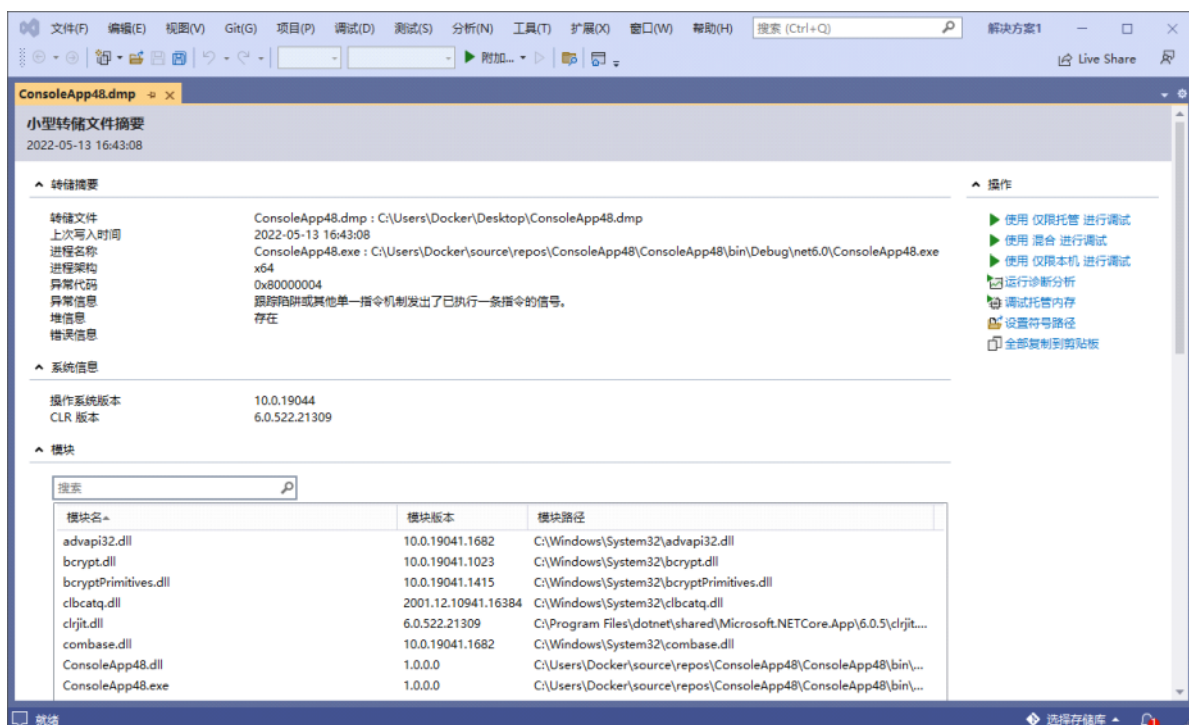 文件(F) 编辑(E) 视图(V) Git(G) 项目(P) 调试(D) 测试(S) 分析(N) 工具(T) 扩展(X) 窗口(W) 帮助(H) 搜索 (Ctrl+Q) 解决方案1
附加... Live Share
ConsoleApp48.dmp
小型转储文件摘要
2022-05-13 16:43:08
转储摘要
转储文件 ConsoleApp48.dmp : C:\Users\Docker\Desktop\ConsoleApp48.dmp
上次写入时间 2022-05-13 16:43:08
进程名称 ConsoleApp48.exe : C:\Users\Docker\source\repos\ConsoleApp48\ConsoleApp48\bin\Debug\net6.0\ConsoleApp48.exe
进程架构 x64
异常代码 0x80000004
异常信息 跟踪陷阱或其他单一指令机制发出了已执行一条指令的信号。
堆信息 存在
错误信息
系统信息
操作系统版本 10.0.19044
CLR 版本 6.0.522.21309
模块
搜索
模块名 模块版本 模块路径
advapi32.dll 10.0.19041.1682 C:\Windows\System32\advapi32.dll
bcrypt.dll 10.0.19041.1023 C:\Windows\System32\bcrypt.dll
bcryptPrimitives.dll 10.0.19041.1415 C:\Windows\System32\bcryptPrimitives.dll
clbcatq.dll 2001.12.10941.16384 C:\Windows\System32\clbcatq.dll
clrjit.dll 6.0.522.21309 C:\Program Files\dotnet\shared\Microsoft.NETCore.App\6.0.5\clrjit....
combase.dll 10.0.19041.1682 C:\Windows\System32\combase.dll
ConsoleApp48.dll 1.0.0.0 C:\Users\Docker\source\repos\ConsoleApp48\ConsoleApp48\bin\...
ConsoleApp48.exe 1.0.0.0 C:\Users\Docker\source\repos\ConsoleApp48\ConsoleApp48\bin\...
操作
使用 仅限托管 进行调试
使用 混合 进行调试
使用 仅限本机 进行调试
运行诊断分析
调试托管内存
设置符号路径
全部复制到剪贴板
就绪 选择存储库 1